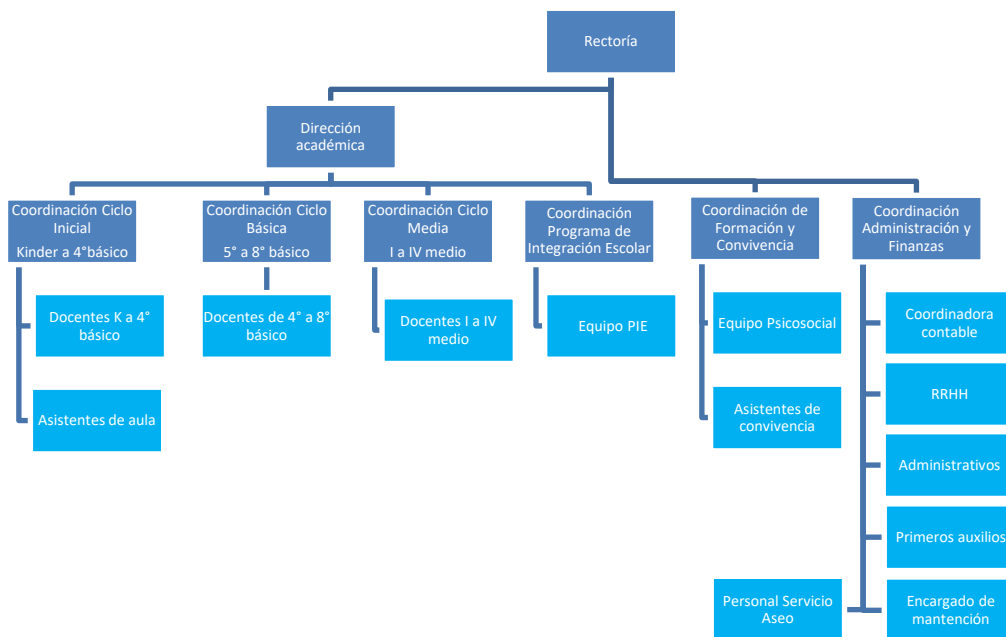 Rectoría
Dirección
académica
Coordinación Ciclo
Inicial
Kinder a 4°básico
Coordinación Ciclo
Básica
5° a 8° básico
Coordinación Ciclo
Media
I a IV medio
Coordinación
Programa de
Integración Escolar
Coordinación de
Formación y
Convivencia
Coordinación
Administración y
Finanzas
Docentes K a 4°
básico
Docentes de 4° a 8°
básico
Docentes I a IV
medio
Equipo PIE
Equipo Psicosocial
Coordinadora
contable
Asistentes de aula
Asistentes de
convivencia
RRHH
Administrativos
Primeros auxilios
Personal Servicio
Aseo
Encargado de
mantención